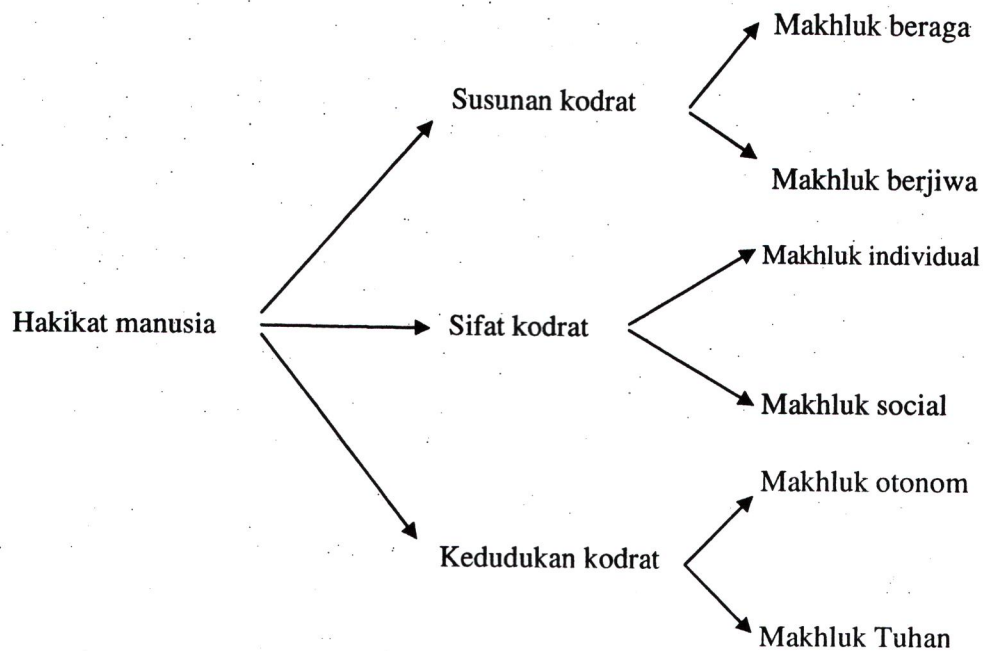 Makhluk beraga
Susunan kodrat
Makhluk berjiwa
Makhluk individual
Hakikat manusia
Sifat kodrat
Makhluk social
Makhluk otonom
Kedudukan kodrat
Makhluk Tuhan